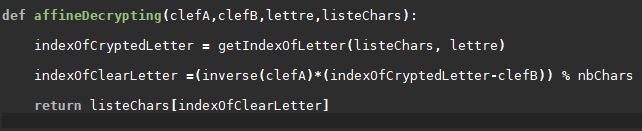 def affineDecrypting(clefA,clefB,lettre,listeChars):
indexOfCryptedLetter = getIndexOfLetter(listeChars, lettre)
indexOfClearLetter =(inverse(clefA)*(indexOfCryptedLetter-clefB)) % nbChars
return listeChars[indexOfClearLetter]